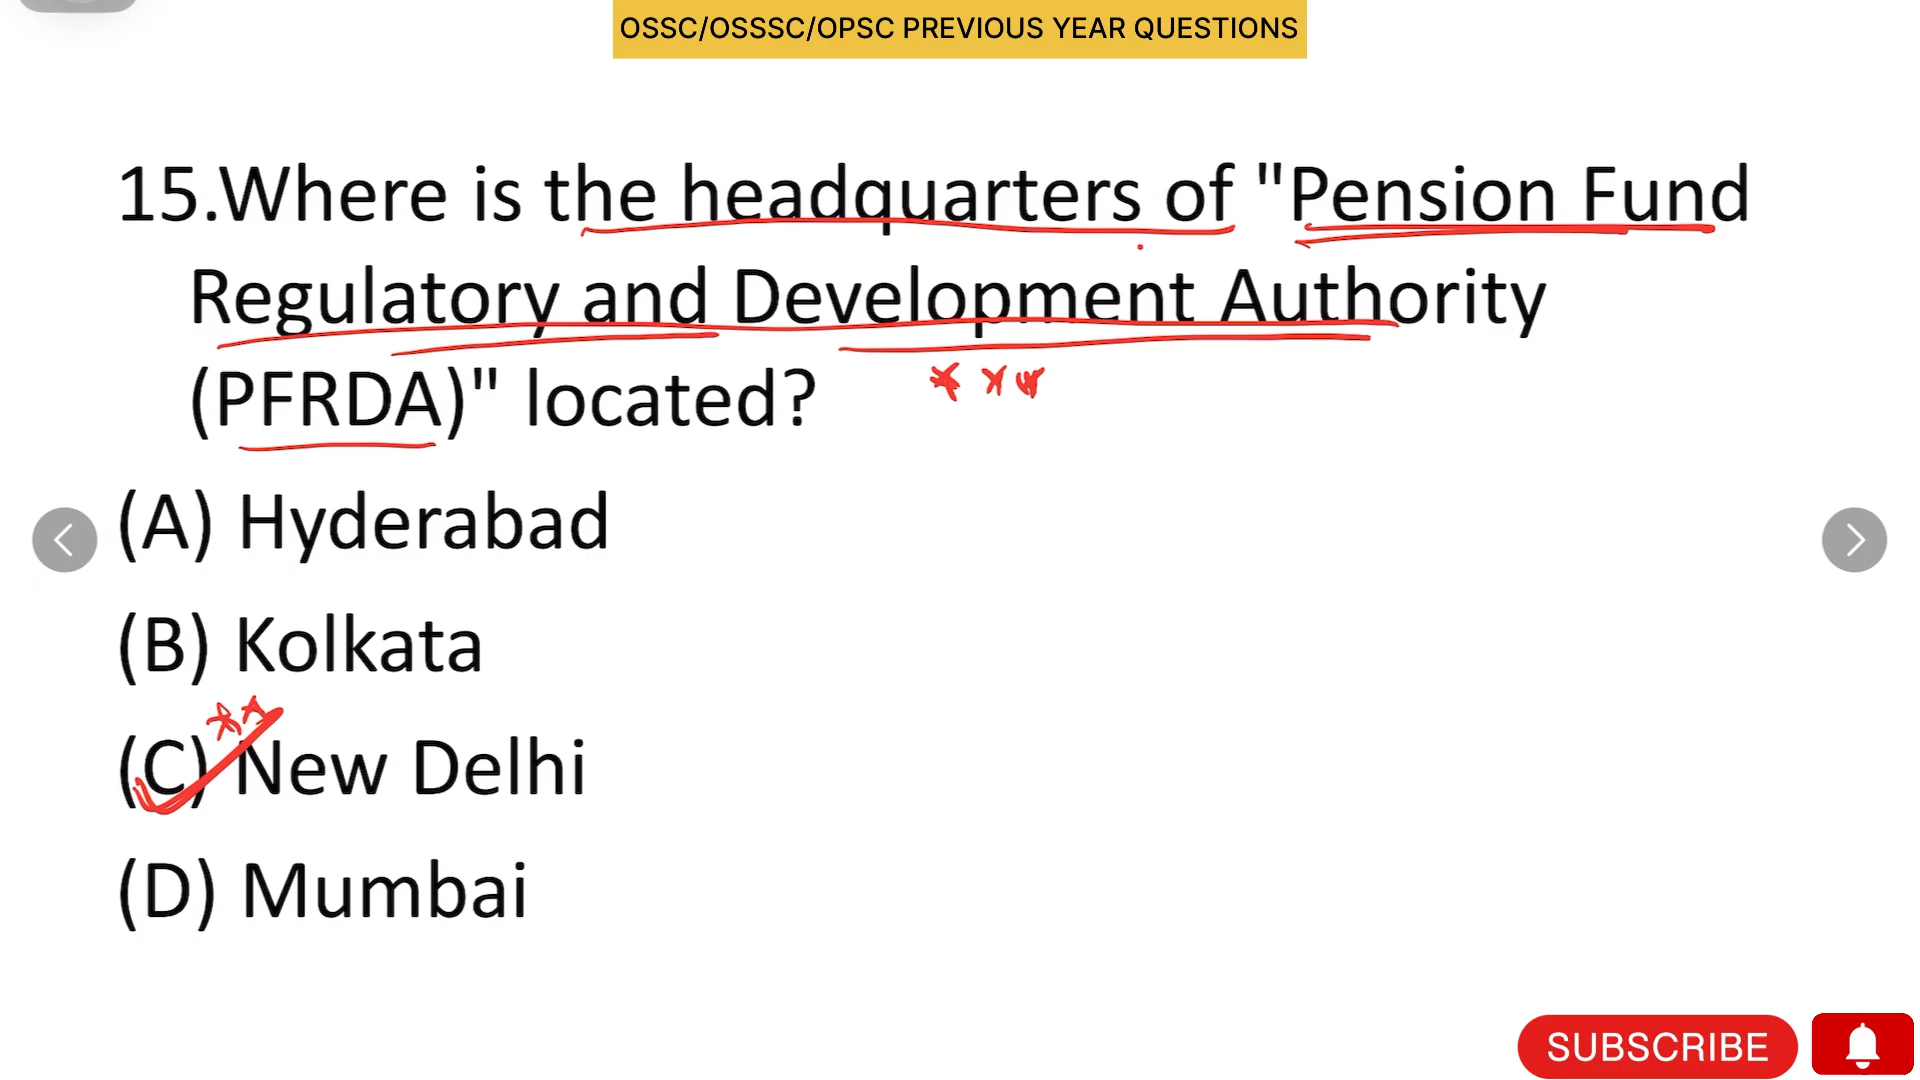 OSSC/OSSSC/OPSC PREVIOUS YEAR QUESTIONS
15.Where is the headquarters of "Pension Fund
Regulatory and Development Authority
(PFRDA)" located?
(A) Hyderabad
(B) Kolkata
(C) New Delhi
(D) Mumbai
SUBSCRIBE